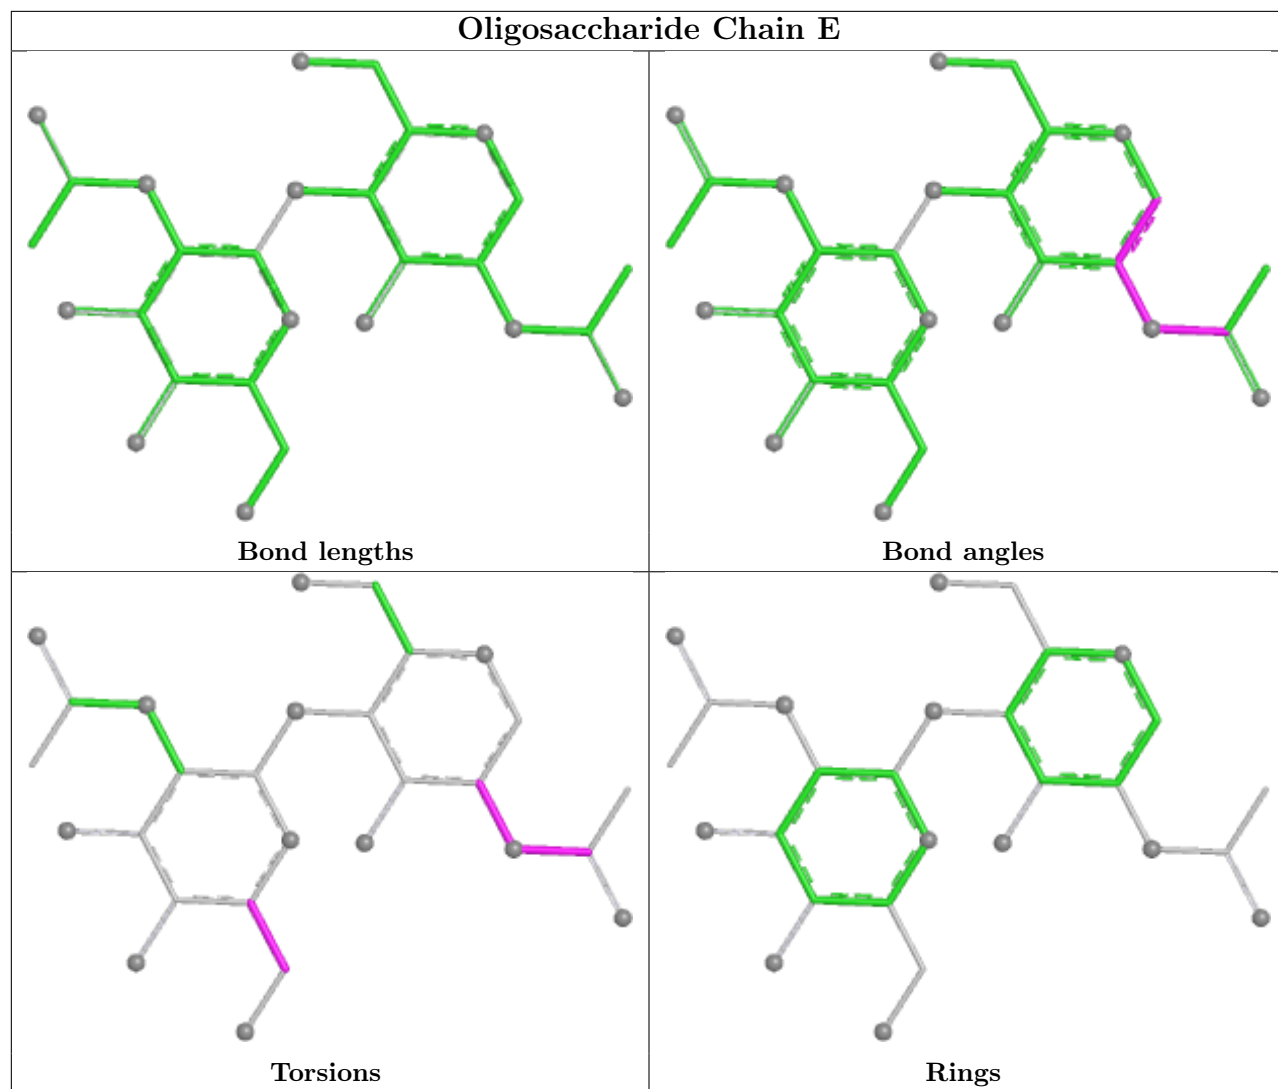 Oligosaccharide Chain E
Bond lengths
Bond angles
Torsions
Rings